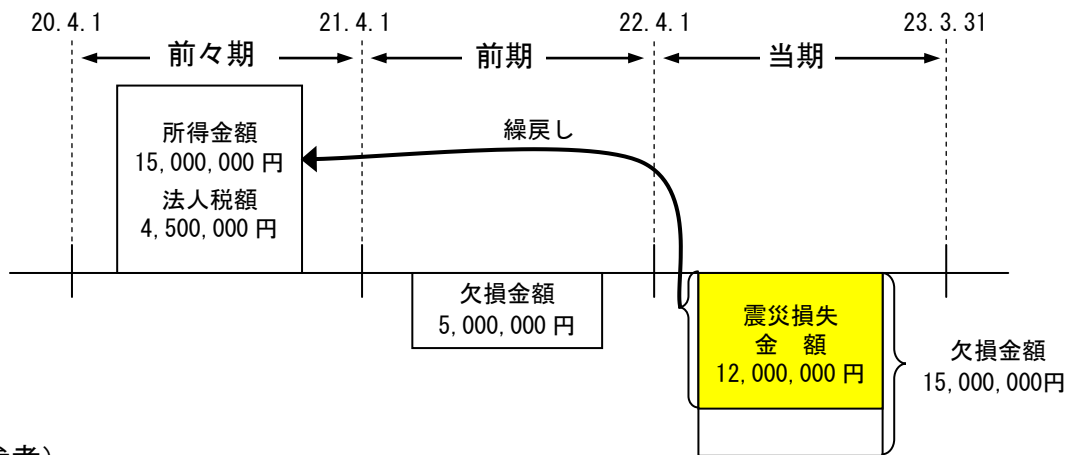 20.4.1
21.4.1
22.4.1
23.3.31
前々期
前期
当期
所得金額
15,000,000 円
法人税額
4,500,000 円
繰戻し
欠損金額
5,000,000 円
震災損失
金 額
12,000,000 円
欠損金額
15,000,000円